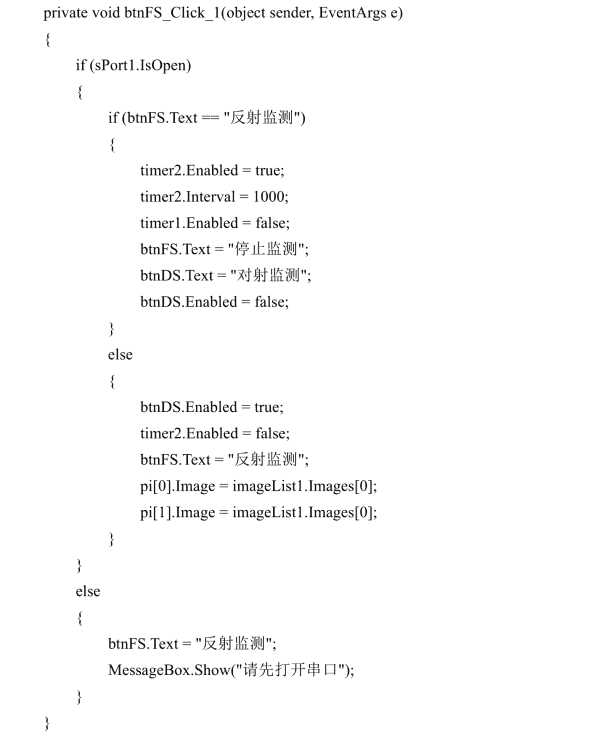 private void btnFS_Click_1(object sender, EventArgs e)
{
if (sPort1.IsOpen)
{
if (btnFS.Text == "反射监测")
{
timer2.Enabled = true;
timer2.Interval = 1000;
timer1.Enabled = false;
btnFS.Text = "停止监测";
btnDS.Text = "对射监测";
btnDS.Enabled = false;
}
else
{
btnDS.Enabled = true;
timer2.Enabled = false;
btnFS.Text = "反射监测";
pi[0].Image = imageList1.Images[0];
pi[1].Image = imageList1.Images[0];
}
}
else
{
btnFS.Text = "反射监测";
MessageBox.Show("请先打开串口");
}
}